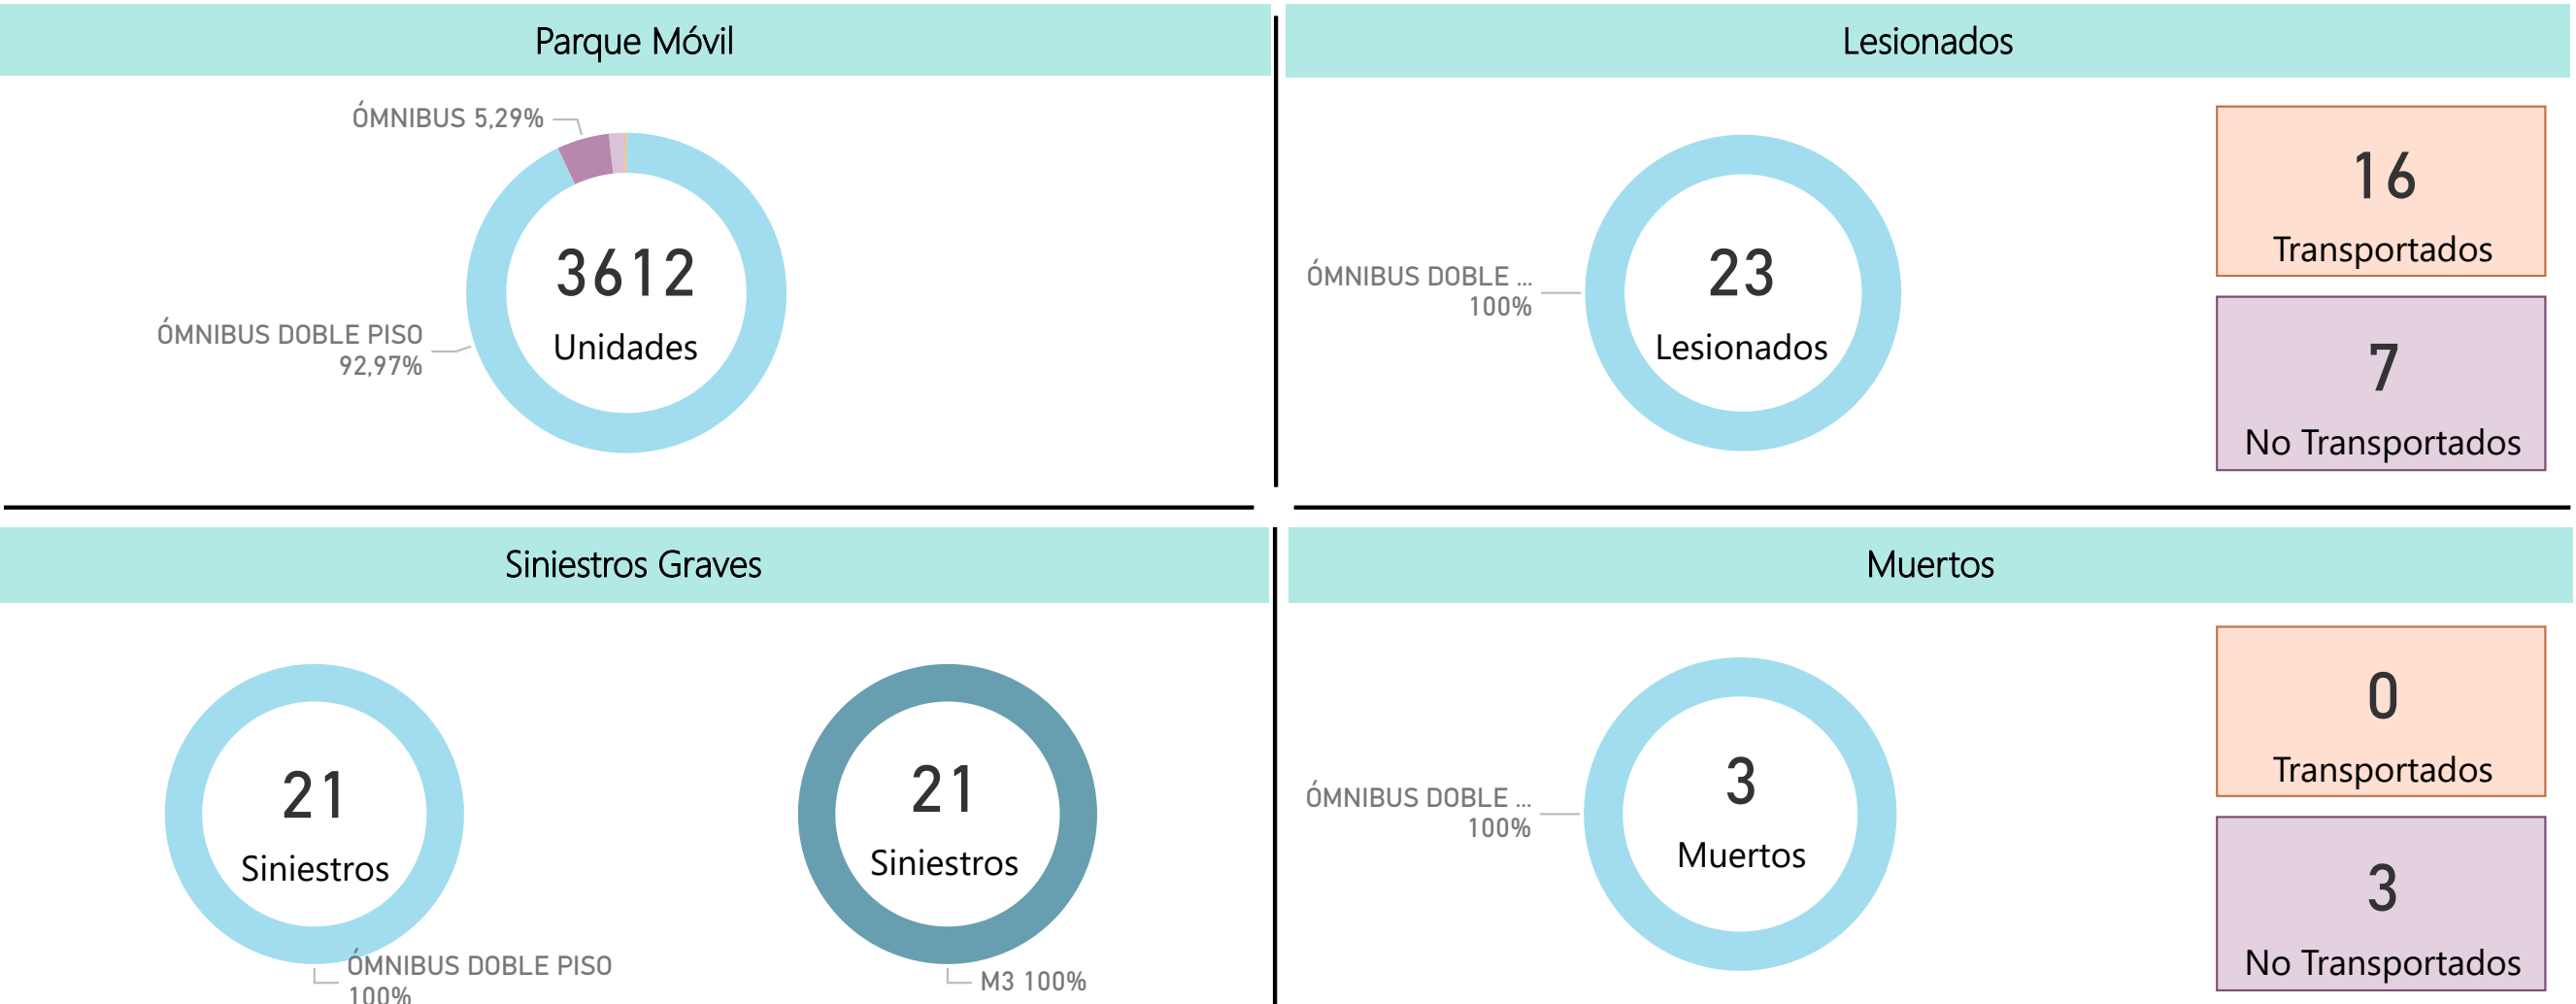 Parque Móvil
ÓMNIBUS 5,29%
3612
Unidades
ÓMNIBUS DOBLE PISO
92,97%
Lesionados
ÓMNIBUS DOBLE ...
100%
23
Lesionados
16
Transportados
7
No Transportados
Siniestros Graves
21
Siniestros
ÓMNIBUS DOBLE PISO
100%
21
Siniestros
M3 100%
Muertos
ÓMNIBUS DOBLE ...
100%
3
Muertos
0
Transportados
3
No Transportados